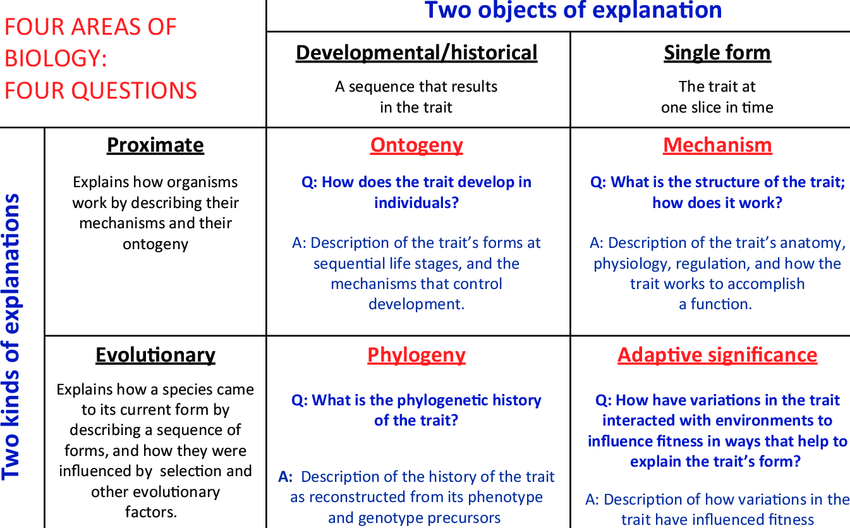 FOUR AREAS OF
BIOLOGY:
FOUR QUESTIONS
Two objects of explanation
Developmental/historical
A sequence that results
in the trait
Single form
The trait at
one slice in time
Two kinds of explanations
Proximate
Explains how organisms
work by describing their
mechanisms and their
ontogeny
Ontogeny
Q: How does the trait develop in
individuals?
A: Description of the trait’s forms at
sequential life stages, and the
mechanisms that control
development.
Mechanism
Q: What is the structure of the trait;
how does it work?
A: Description of the trait’s anatomy,
physiology, regulation, and how the
trait works to accomplish
a function.
Evolutionary
Explains how a species came
to its current form by
describing a sequence of
forms, and how they were
influenced by selection and
other evolutionary
factors.
Phylogeny
Q: What is the phylogenetic history
of the trait?
A: Description of the history of the trait
as reconstructed from its phenotype
and genotype precursors
Adaptive significance
Q: How have variations in the trait
interacted with environments to
influence fitness in ways that help to
explain the trait’s form?
A: Description of how variations in the
trait have influenced fitness